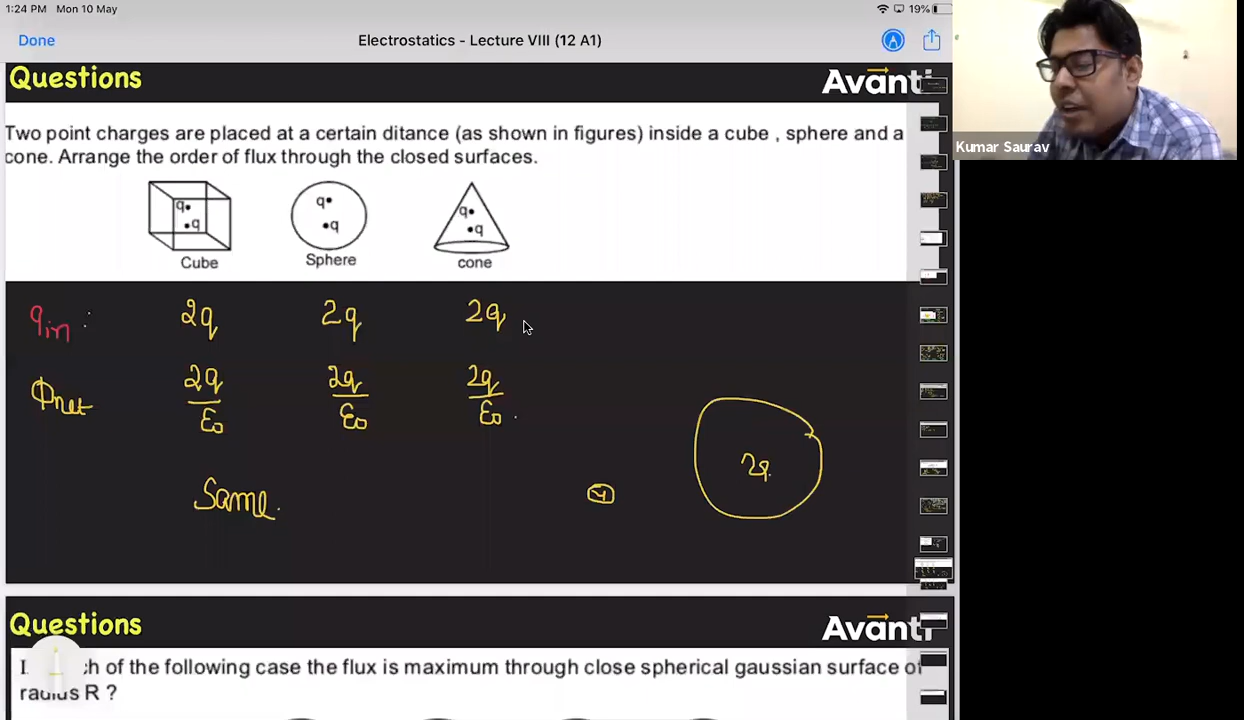 1:24 PM Mon 10 May
19%
Done
Electrostatics - Lecture VIII (12 A1)
Questions
Avanti
Two point charges are placed at a certain ditance (as shown in figures) inside a cube , sphere and a
cone. Arrange the order of flux through the closed surfaces.
q q q
q q q
Cube Sphere cone
Kumar Saurav
qin : 2q 2q 2q
Φnet 2q/ε0 2q/ε0 2q/ε0
2q
Same.
Questions
Avanti
ch of the following case the flux is maximum through close spherical gaussian surface of
radius R ?